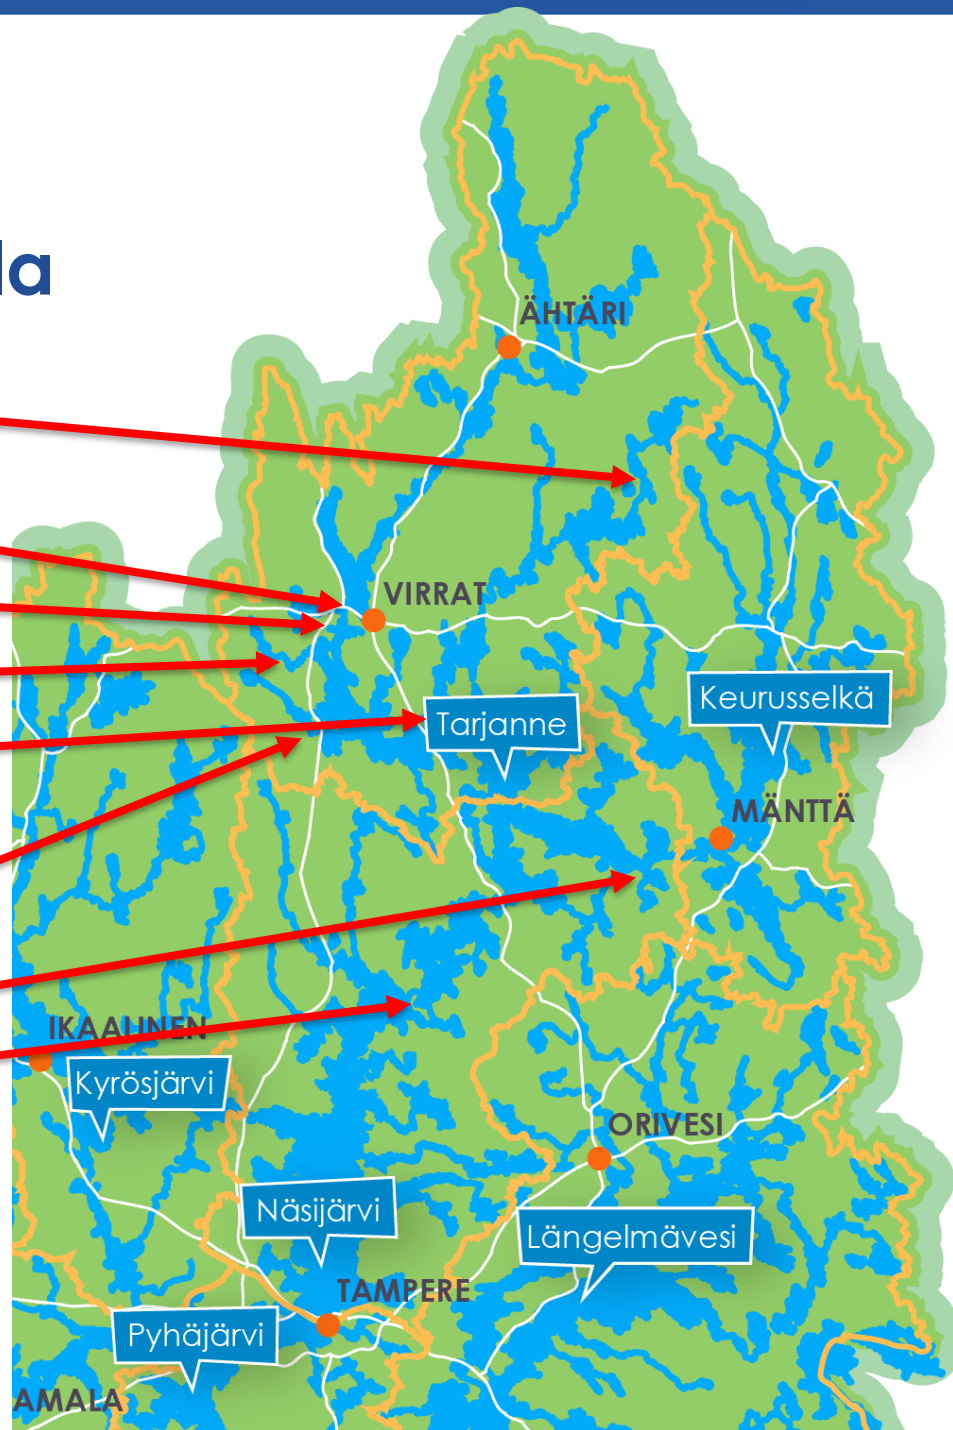 la
ÄHTÄRI
VIRRAT
Keurusselkä
Tarjanne
MÄNTTÄ
IKAALINEN
Kyrösjärvi
ORIVESI
Näsijärvi
Längelmävesi
TAMPERE
Pyhäjärvi
AMALA